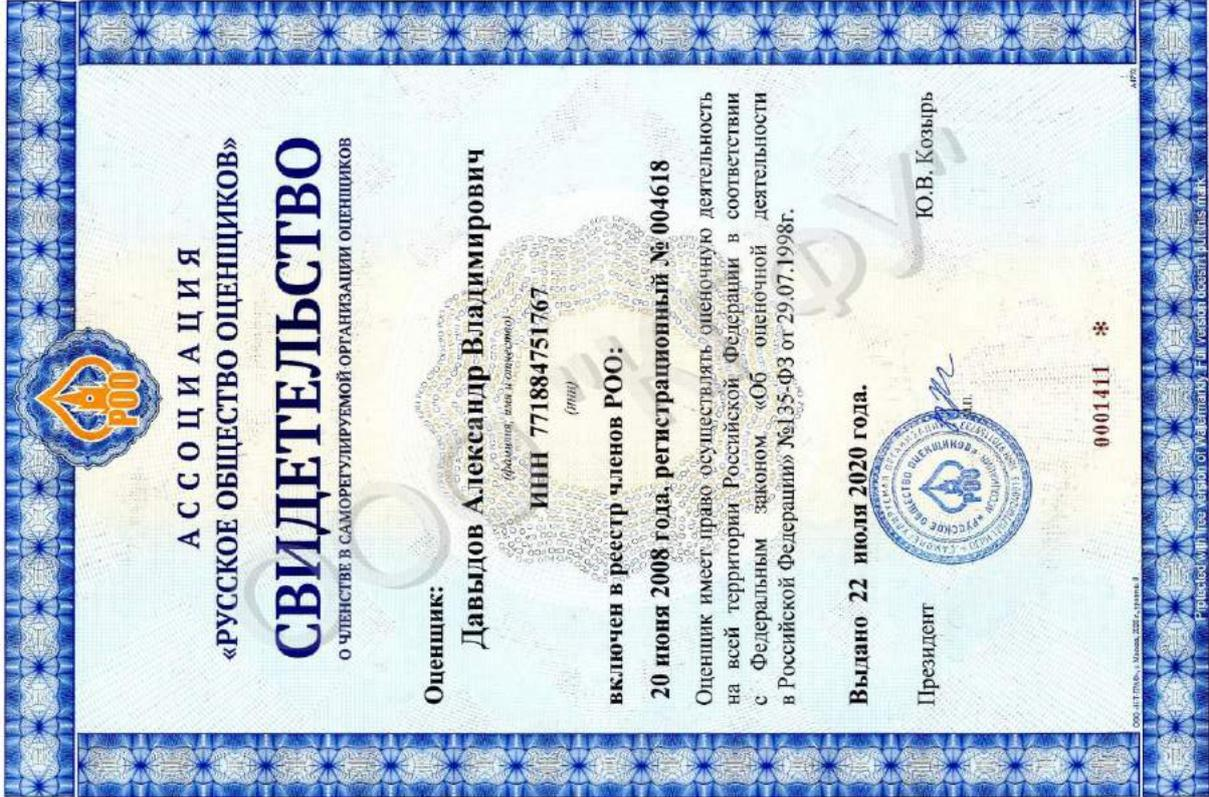 РОО
АССОЦИАЦИЯ
«РУССКОЕ ОБЩЕСТВО ОЦЕНЩИКОВ»
СВИДЕТЕЛЬСТВО
О ЧЛЕНСТВЕ В САМОРЕГУЛИРУЕМОЙ ОРГАНИЗАЦИИ ОЦЕНЩИКОВ
Оценщик:
Давыдов Александр Владимирович
(фамилия, имя и отчество)
ИНН 771884751767
(инн)
включен в реестр членов РОО:
20 июня 2008 года, регистрационный № 004618
Оценщик имеет право осуществлять оценочную деятельность
на всей территории Российской Федерации в соответствии
с Федеральным законом «Об оценочной деятельности
в Российской Федерации» №135-ФЗ от 29.07.1998г.
Выдано 22 июля 2020 года.
Президент
Ю.В. Козырь
М.П.
РОО
РУССКОЕ ОБЩЕСТВО ОЦЕНЩИКОВ
0001411 *
Protected with free version of Watermarkly. Full version doesn't put this mark.